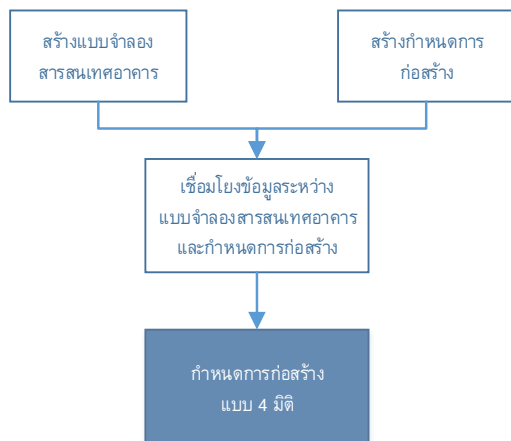 สร้างแบบจำลอง
สารสนเทศอาคาร
สร้างกำหนดการ
ก่อสร้าง
เชื่อมโยงข้อมูลระหว่าง
แบบจำลองสารสนเทศอาคาร
และกำหนดการก่อสร้าง
กำหนดการก่อสร้าง
แบบ 4 มิติ